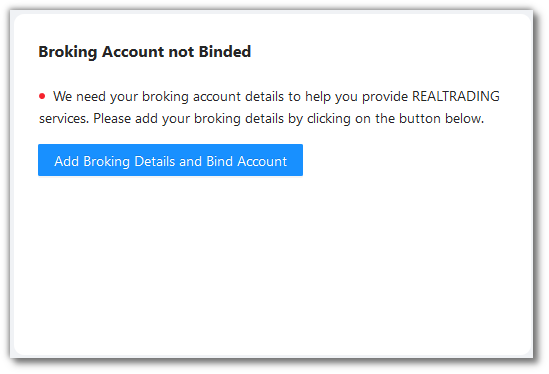 Broking Account not Binded
We need your broking account details to help you provide REALTRADING
services. Please add your broking details by clicking on the button below.
Add Broking Details and Bind Account